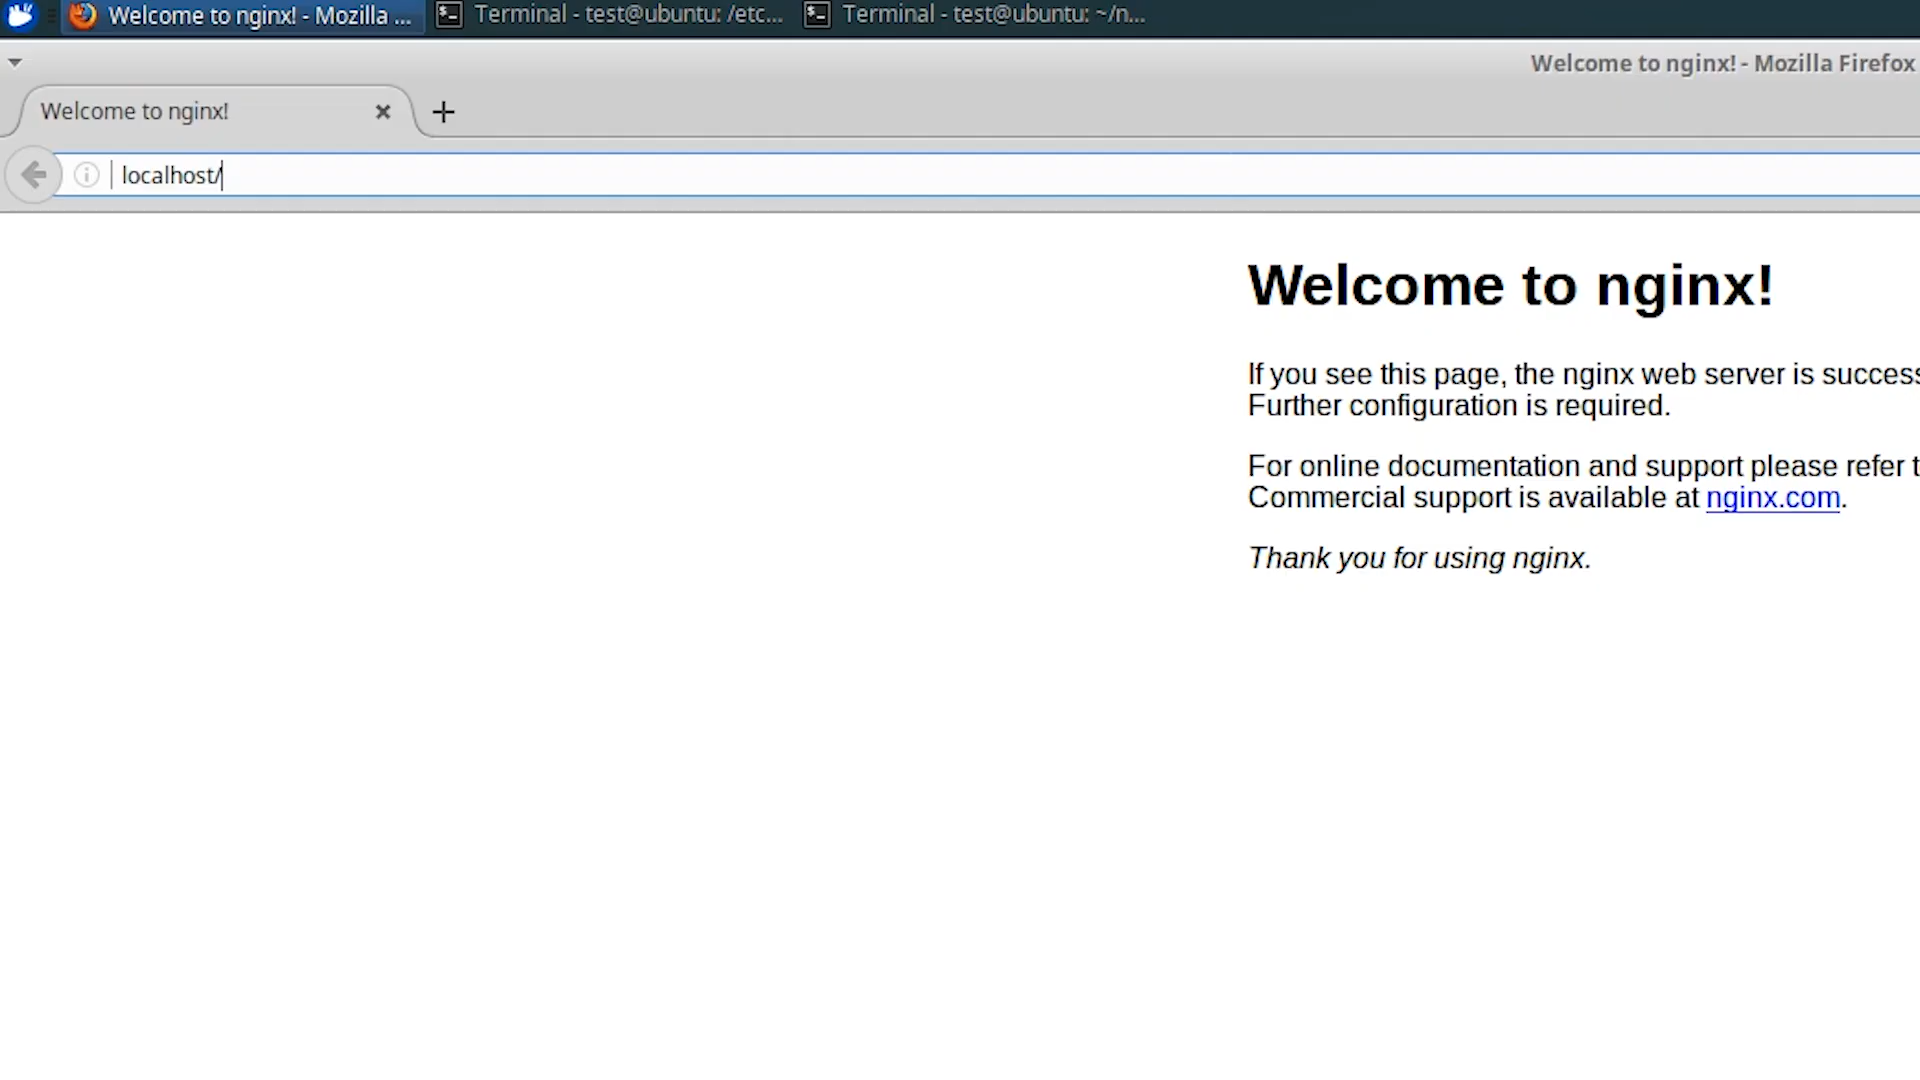 Welcome to nginx! - Mozilla ... Terminal - test@ubuntu: /etc... Terminal - test@ubuntu: ~/n...
Welcome to nginx! - Mozilla Firefox
Welcome to nginx!
localhost/
Welcome to nginx!
If you see this page, the nginx web server is success
Further configuration is required.
For online documentation and support please refer t
Commercial support is available at nginx.com.
Thank you for using nginx.